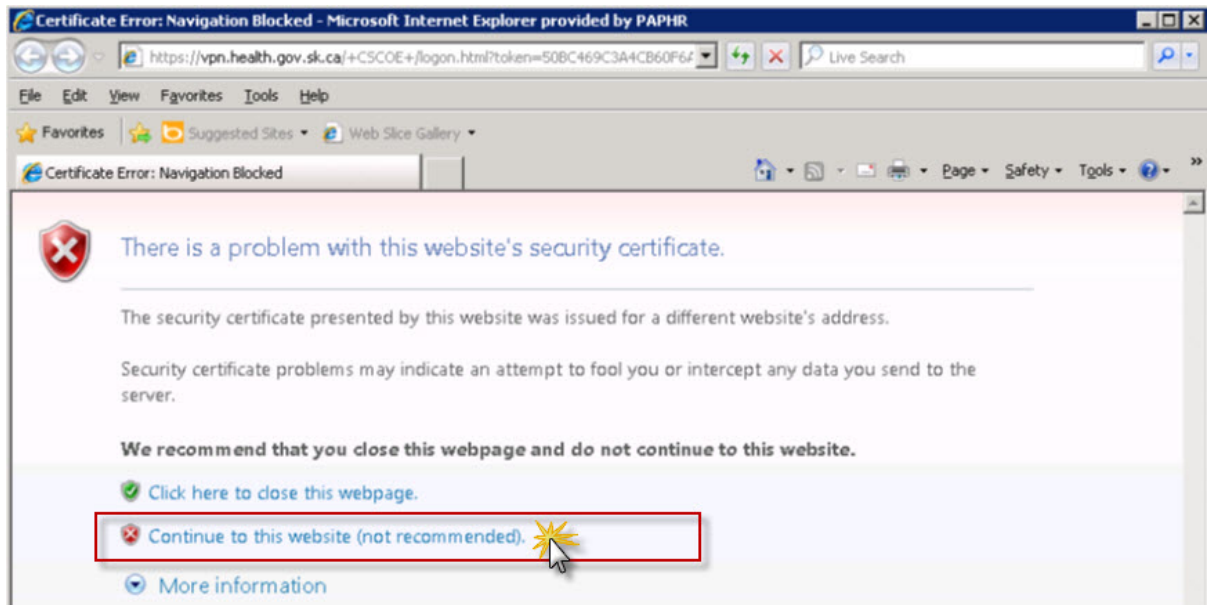 Certificate Error: Navigation Blocked - Microsoft Internet Explorer provided by PAPHR
https://vpn.health.gov.sk.ca/+CSCOE+/logon.html?token=50BC469C3A4CB60F6A Live Search
File Edit View Favorites Tools Help
Favorites Suggested Sites Web Slice Gallery
Certificate Error: Navigation Blocked Page Safety Tools »
There is a problem with this website's security certificate.
The security certificate presented by this website was issued for a different website's address.
Security certificate problems may indicate an attempt to fool you or intercept any data you send to the
server.
We recommend that you close this webpage and do not continue to this website.
Click here to close this webpage.
Continue to this website (not recommended).
More information